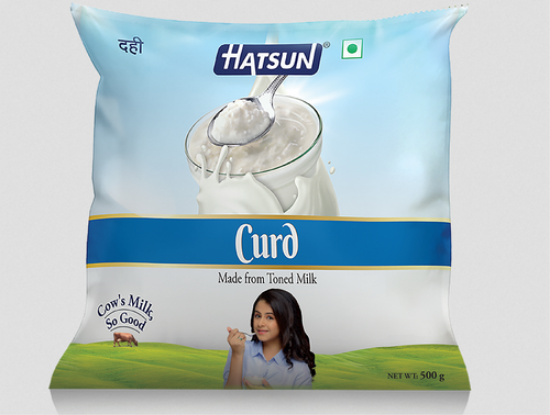 दही
HATSUN®
Curd
Made from Toned Milk
Cow's Milk,
So Good
NET WT: 500 g